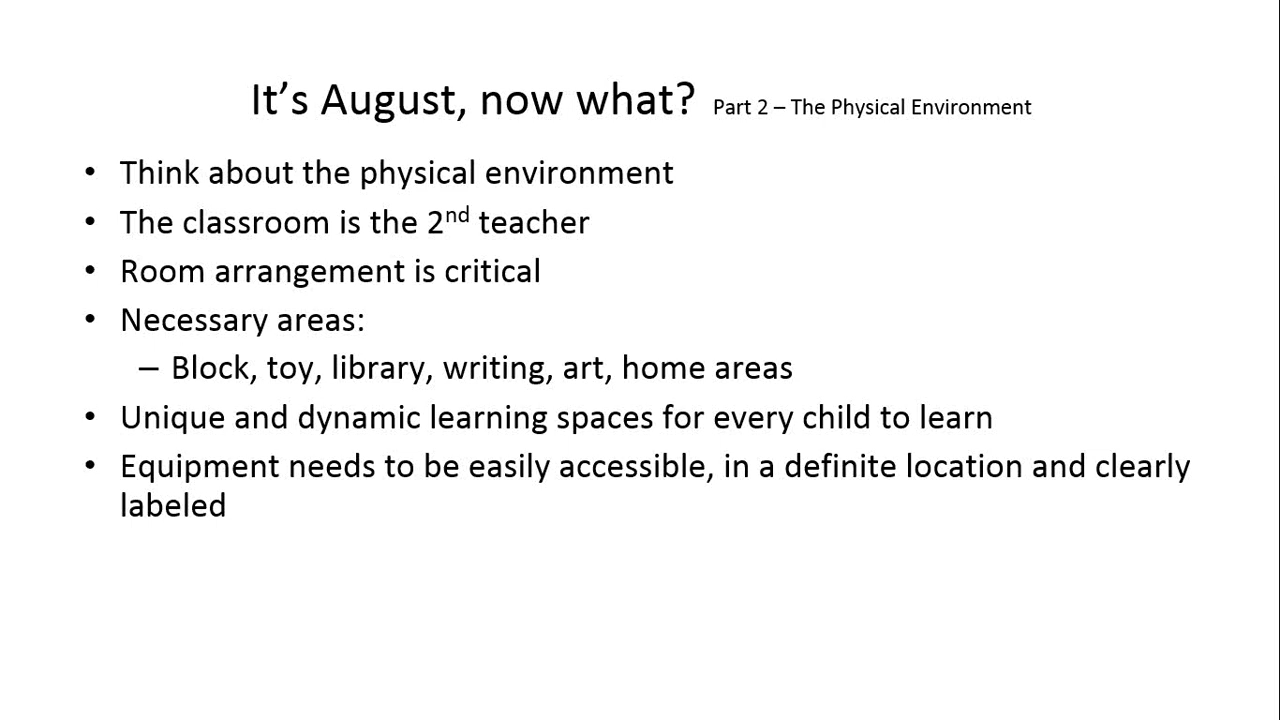 It’s August, now what? Part 2 – The Physical Environment
• Think about the physical environment
• The classroom is the 2nd teacher
• Room arrangement is critical
• Necessary areas:
– Block, toy, library, writing, art, home areas
• Unique and dynamic learning spaces for every child to learn
• Equipment needs to be easily accessible, in a definite location and clearly
labeled